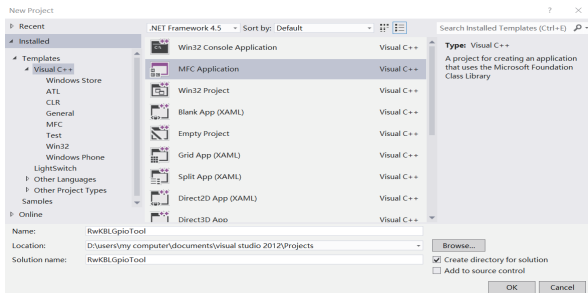 New Project
? ×
Recent
.NET Framework 4.5 Sort by: Default
Search Installed Templates (Ctrl+E)
Installed
Templates
Visual C++
Windows Store
ATL
CLR
General
MFC
Test
Win32
Windows Phone
LightSwitch
Other Languages
Other Project Types
Samples
Online
Win32 Console Application Visual C++
MFC Application Visual C++
Win32 Project Visual C++
Blank App (XAML) Visual C++
Empty Project Visual C++
Grid App (XAML) Visual C++
Split App (XAML) Visual C++
Direct2D App (XAML) Visual C++
Direct3D App Visual C++
Type: Visual C++
A project for creating an application
that uses the Microsoft Foundation
Class Library
Name: RwKBLGpioTool
Location: D:\users\my computer\documents\visual studio 2012\Projects
Browse...
Solution name: RwKBLGpioTool
Create directory for solution
Add to source control
OK Cancel